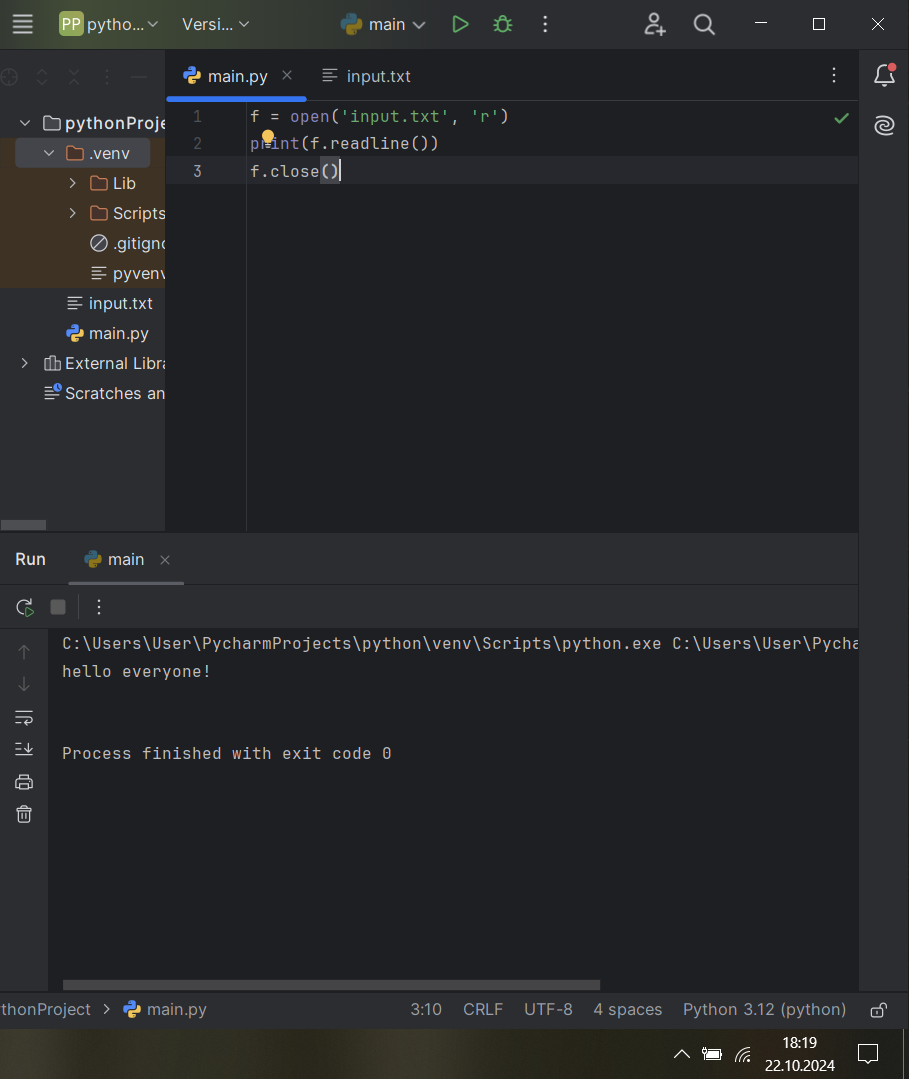 PP pytho... Versi... main
main.py input.txt
pythonProje
.venv
Lib
Scripts
.gitigno
pyvenv
input.txt
main.py
External Libra
Scratches an
1 f = open('input.txt', 'r')
2 print(f.readline())
3 f.close()
Run main
C:\Users\User\PycharmProjects\python\venv\Scripts\python.exe C:\Users\User\Pycha
hello everyone!
Process finished with exit code 0
thonProject main.py 3:10 CRLF UTF-8 4 spaces Python 3.12 (python)
18:19
22.10.2024